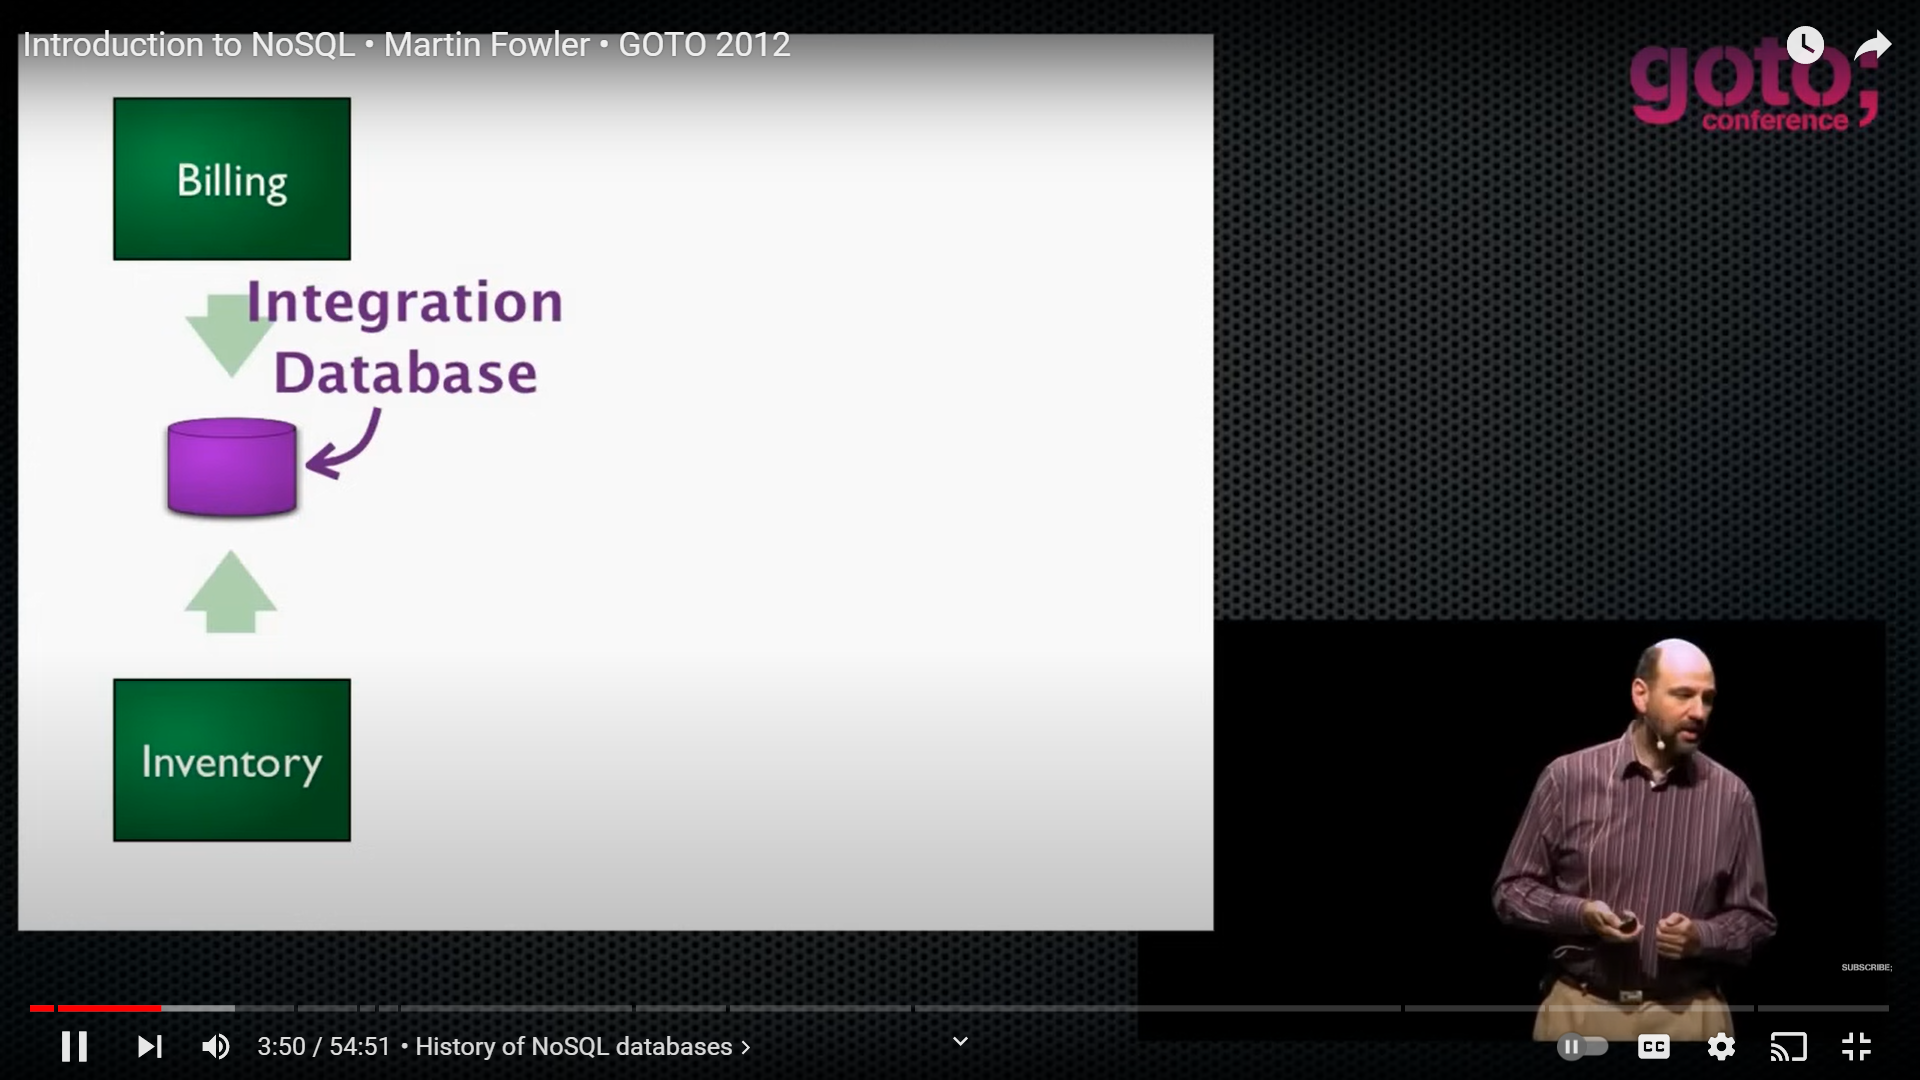 Introduction to NoSQL • Martin Fowler • GOTO 2012
goto;
conference
Billing
Integration
Database
Inventory
SUBSCRIBE;
3:50 / 54:51 • History of NoSQL databases >
CC